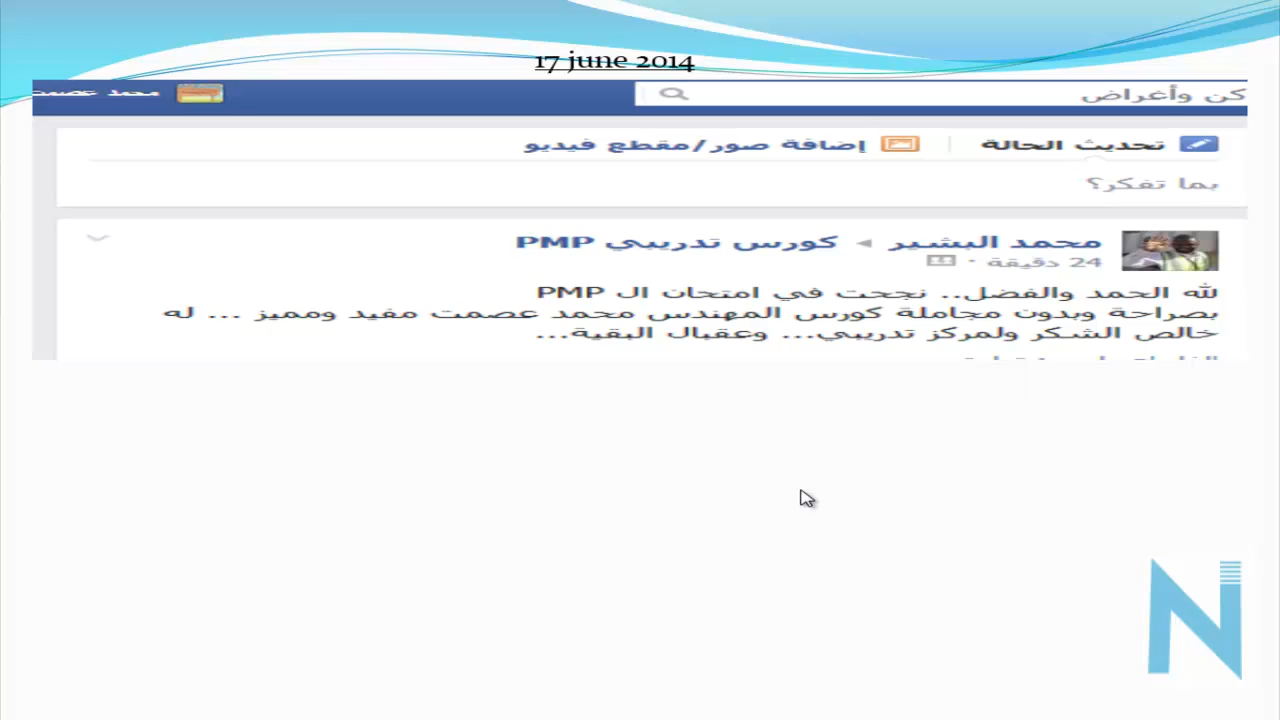 17 june 2014
كن وأغراض
محمد عصمت
تحديث الحالة
إضافة صور/مقطع فيديو
بما تفكر؟
محمد البشير ◄ كورس تدريبي PMP
24 دقيقة ·
لله الحمد والفضل.. نجحت في امتحان ال PMP
بصراحة وبدون مجاملة كورس المهندس محمد عصمت مفيد ومميز ... له
خالص الشكر ولمركز تدريبي... وعقبال البقية...
N